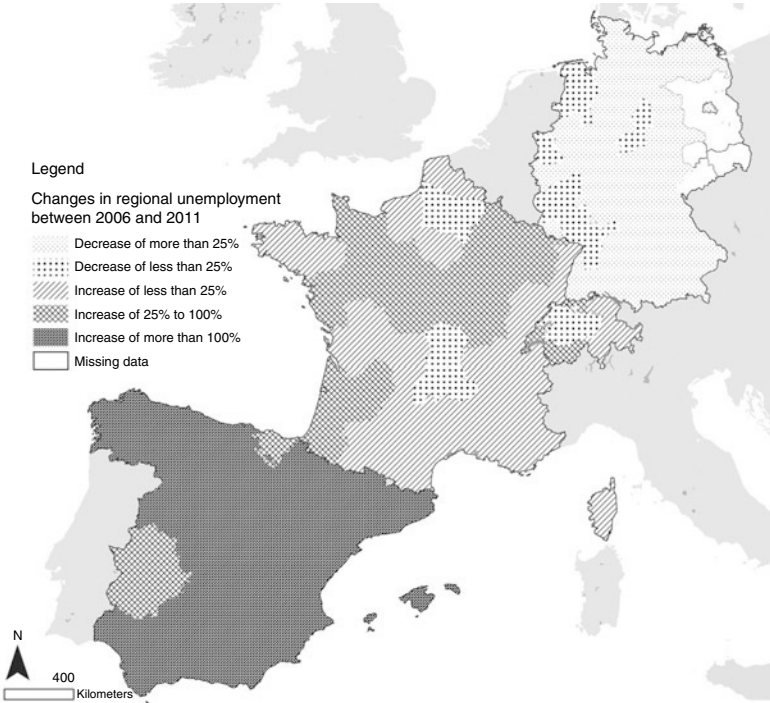 Legend
Changes in regional unemployment
between 2006 and 2011
Decrease of more than 25%
Decrease of less than 25%
Increase of less than 25%
Increase of 25% to 100%
Increase of more than 100%
Missing data
N
400
Kilometers